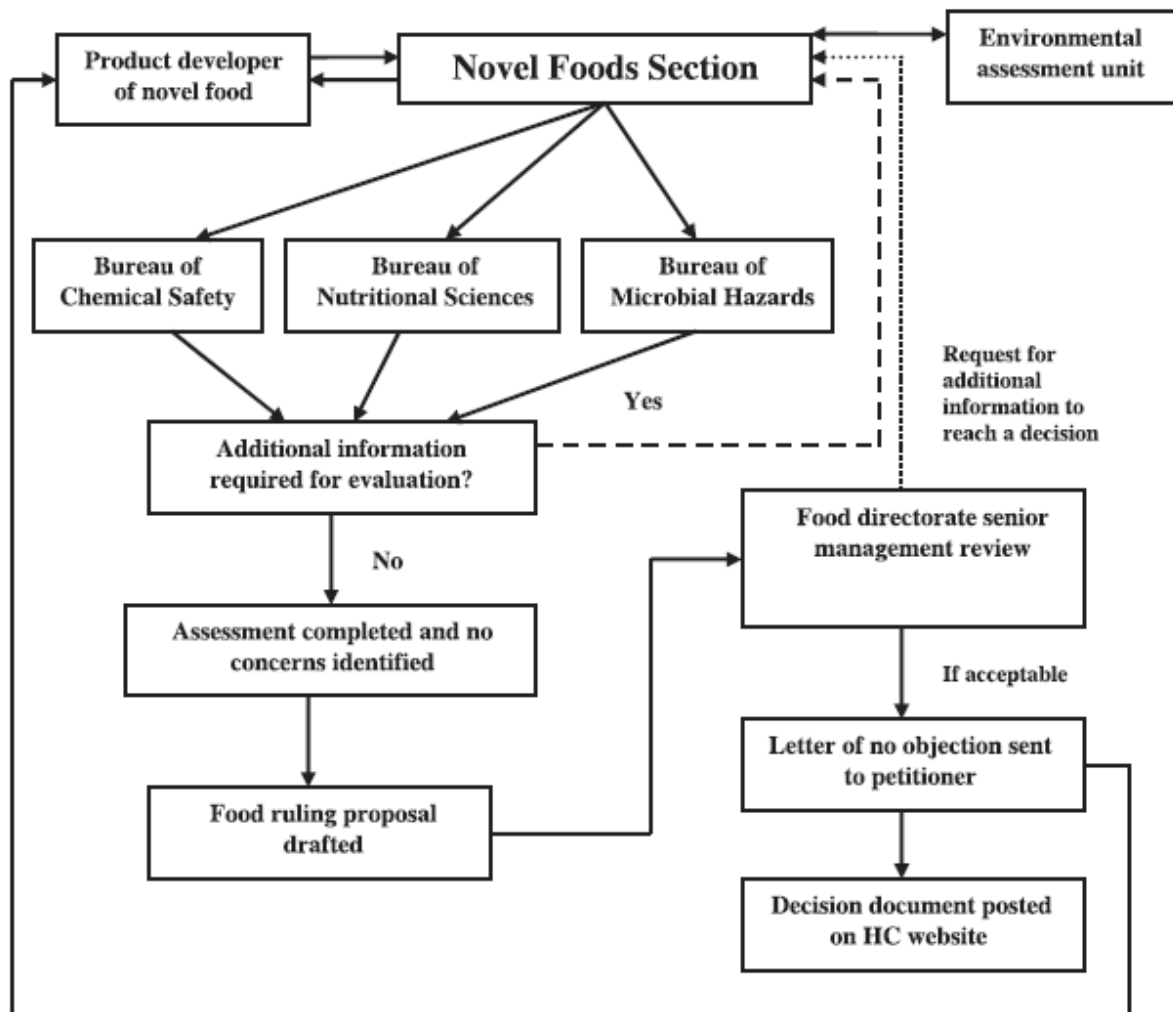 Product developer
of novel food
Novel Foods Section
Environmental
assessment unit
Bureau of
Chemical Safety
Bureau of
Nutritional Sciences
Bureau of
Microbial Hazards
Yes
Request for
additional
information to
reach a decision
Additional information
required for evaluation?
No
Food directorate senior
management review
Assessment completed and no
concerns identified
If acceptable
Letter of no objection sent
to petitioner
Food ruling proposal
drafted
Decision document posted
on HC website